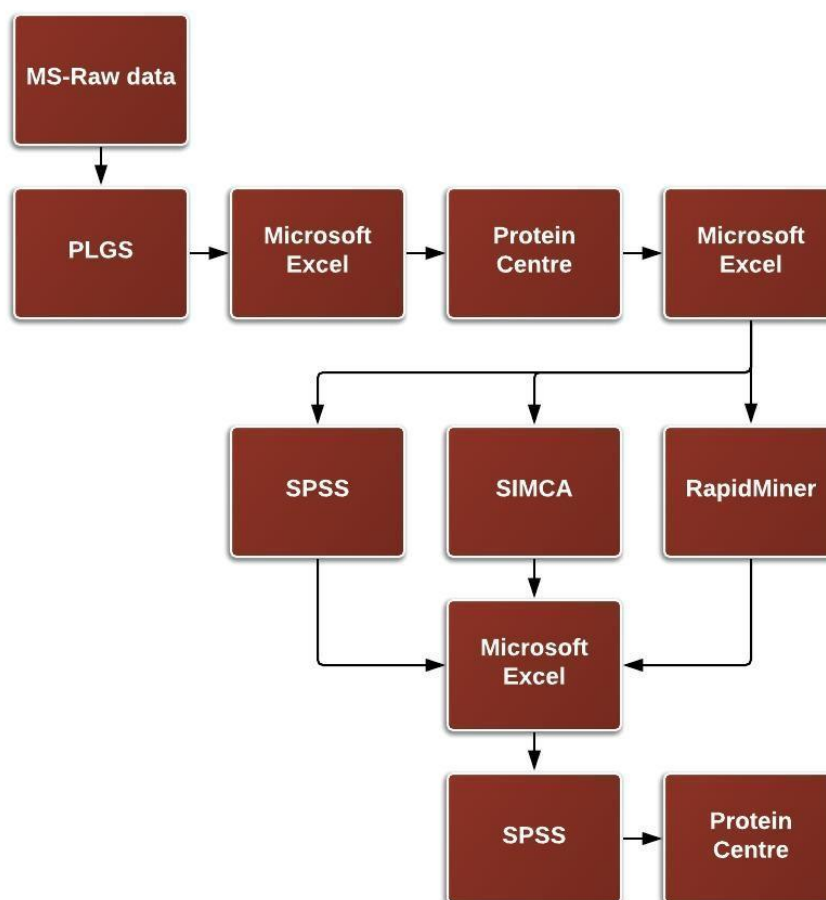 MS-Raw data
PLGS
Microsoft
Excel
Protein
Centre
Microsoft
Excel
SPSS
SIMCA
RapidMiner
Microsoft
Excel
SPSS
Protein
Centre